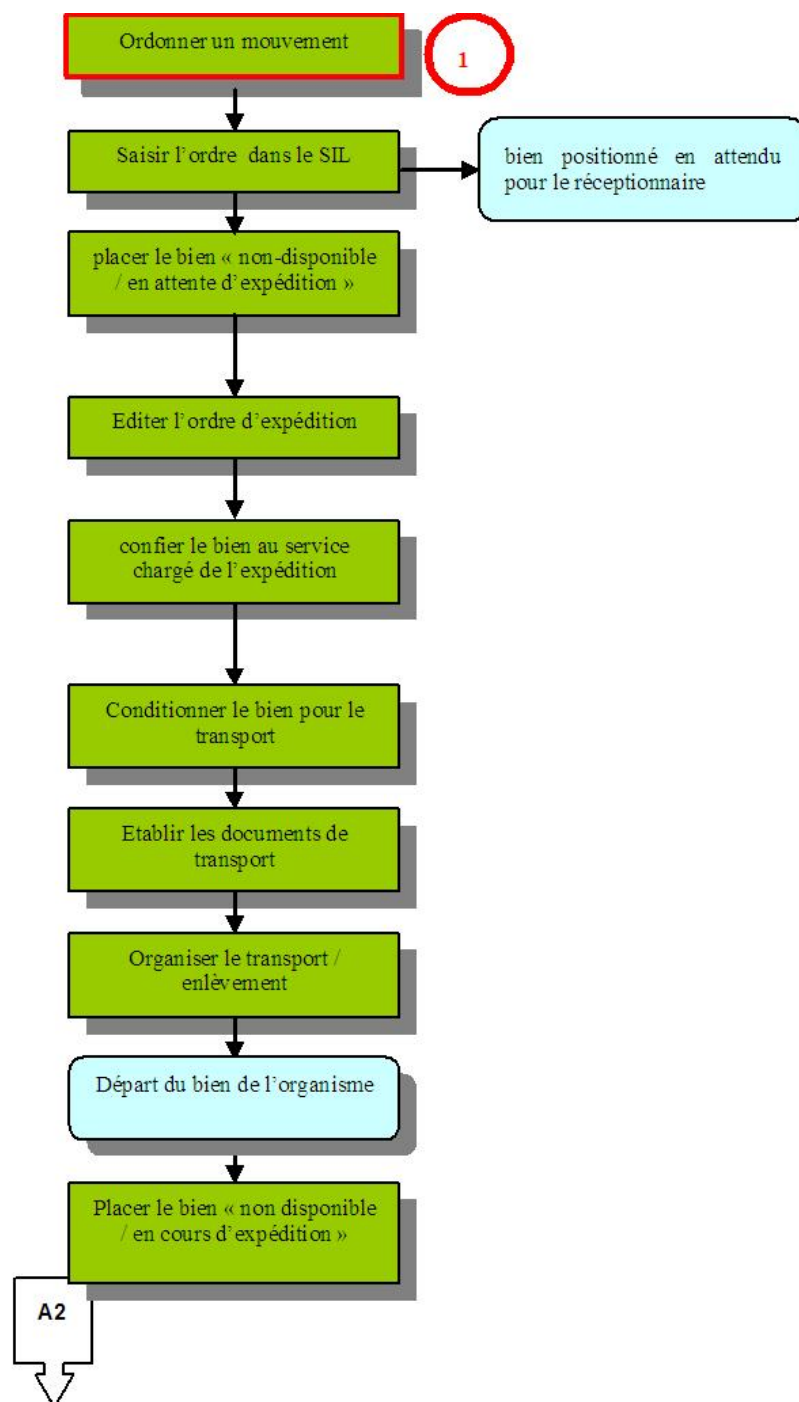 Ordonner un mouvement
1
Saisir l'ordre dans le SIL
bien positionné en attendu
pour le réceptionnaire
placer le bien « non-disponible
/ en attente d'expédition »
Editer l'ordre d'expédition
confier le bien au service
chargé de l'expédition
Conditionner le bien pour le
transport
Etablir les documents de
transport
Organiser le transport /
enlèvement
Départ du bien de l'organisme
Placer le bien « non disponible
/ en cours d'expédition »
A2